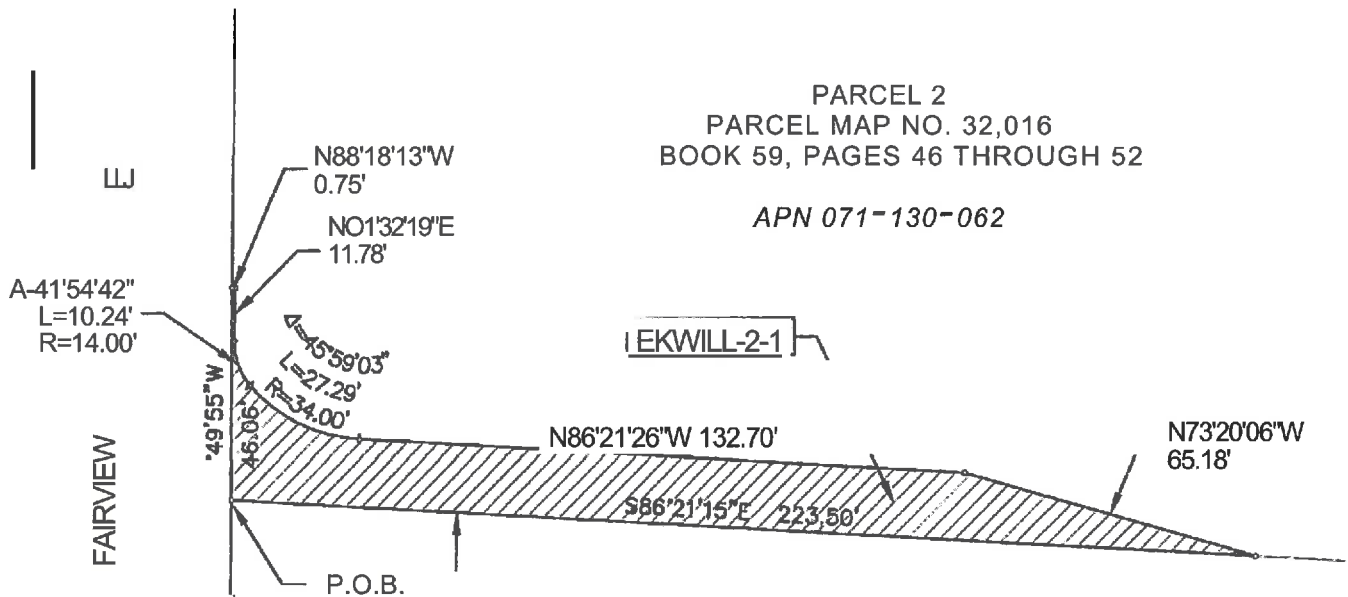 PARCEL 2
PARCEL MAP NO. 32,016
BOOK 59, PAGES 46 THROUGH 52
APN 071-130-062
N88'18'13"W
0.75'
NO1'32'19"E
11.78'
A-41'54'42"
L=10.24'
R=14.00'
Δ=45°59'03"
L=27.29'
R=34.00'
EKWILL-2-1
°49'55"W
46.06'
N86'21'26"W 132.70'
N73'20'06"W
65.18'
S86°21'15"E 223.50'
FAIRVIEW
P.O.B.